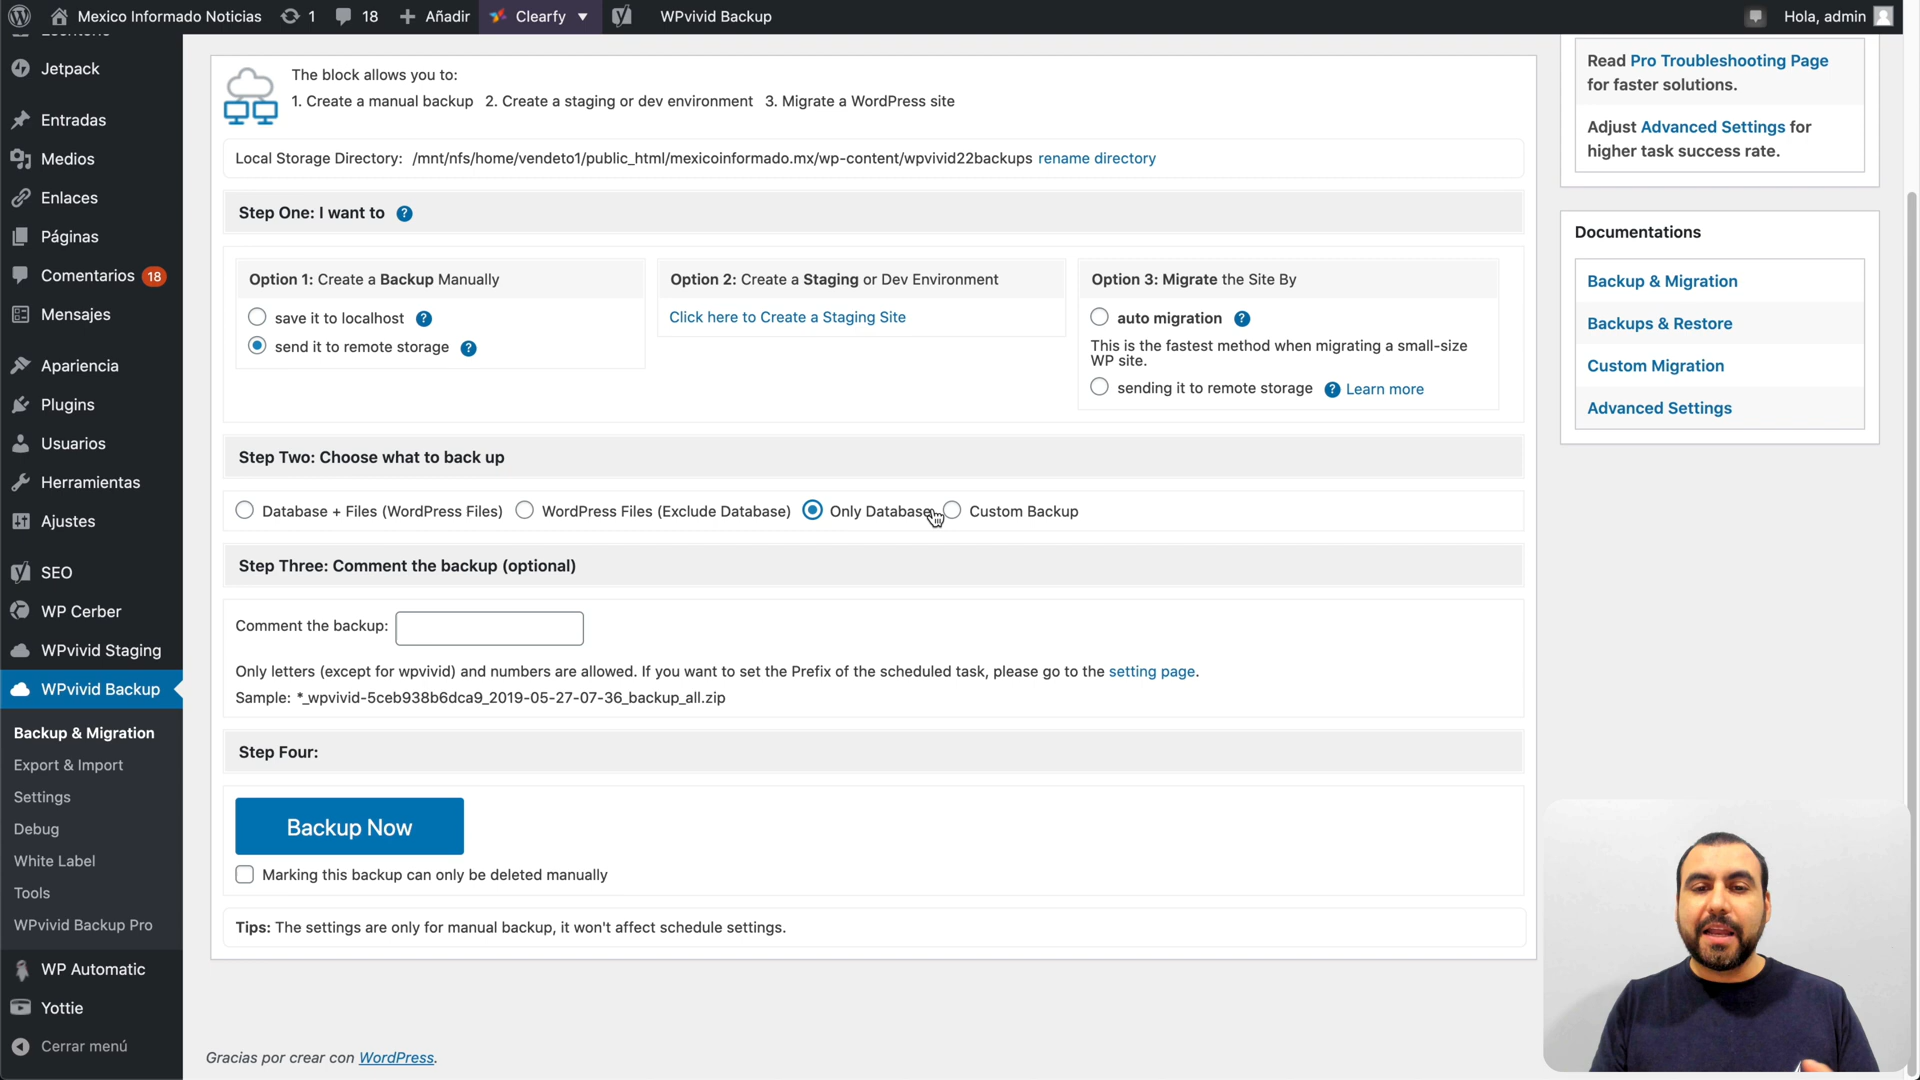 Mexico Informado Noticias 1 18 Añadir Clearfy ▼ WPvivid Backup Hola, admin
Jetpack
Entradas
Medios
Enlaces
Páginas
Comentarios 18
Mensajes
Apariencia
Plugins
Usuarios
Herramientas
Ajustes
SEO
WP Cerber
WPvivid Staging
WPvivid Backup
Backup & Migration
Export & Import
Settings
Debug
White Label
Tools
WPvivid Backup Pro
WP Automatic
Yottie
Cerrar menú
The block allows you to:
1. Create a manual backup 2. Create a staging or dev environment 3. Migrate a WordPress site
Local Storage Directory: /mnt/nfs/home/vendeto1/public_html/mexicoinformado.mx/wp-content/wpvivid22backups rename directory
Step One: I want to ?
Option 1: Create a Backup Manually
save it to localhost ?
send it to remote storage ?
Option 2: Create a Staging or Dev Environment
Click here to Create a Staging Site
Option 3: Migrate the Site By
auto migration ?
This is the fastest method when migrating a small-size
WP site.
sending it to remote storage ? Learn more
Step Two: Choose what to back up
Database + Files (WordPress Files) WordPress Files (Exclude Database) Only Database Custom Backup
Step Three: Comment the backup (optional)
Comment the backup:
Only letters (except for wpvivid) and numbers are allowed. If you want to set the Prefix of the scheduled task, please go to the setting page.
Sample: *_wpvivid-5ceb938b6dca9_2019-05-27-07-36_backup_all.zip
Step Four:
Backup Now
Marking this backup can only be deleted manually
Tips: The settings are only for manual backup, it won't affect schedule settings.
Gracias por crear con WordPress.
Read Pro Troubleshooting Page
for faster solutions.
Adjust Advanced Settings for
higher task success rate.
Documentations
Backup & Migration
Backups & Restore
Custom Migration
Advanced Settings